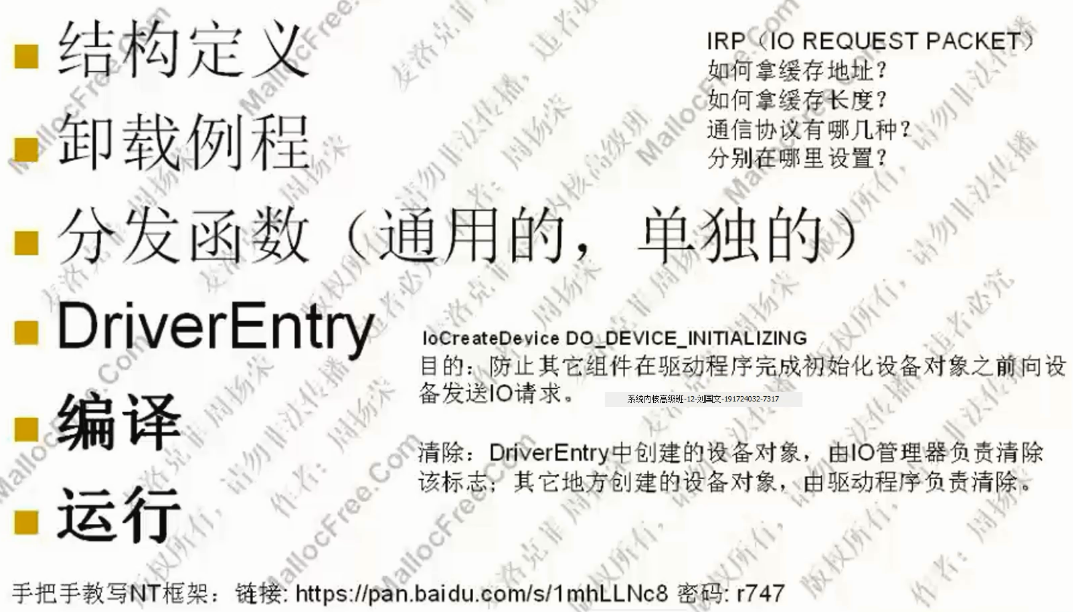 结构定义
IRP（IO REQUEST PACKET）
如何拿缓存地址？
如何拿缓存长度？
通信协议有哪几种？
分别在哪里设置？
卸载例程
分发函数（通用的，单独的）
DriverEntry
IoCreateDevice DO_DEVICE_INITIALIZING
目的：防止其它组件在驱动程序完成初始化设备对象之前向设
备发送IO请求。
系统内核高级班-12-刘国文-191724032-7317
编译
清除：DriverEntry中创建的设备对象，由IO管理器负责清除
该标志；其它地方创建的设备对象，由驱动程序负责清除。
运行
手把手教写NT框架：链接: https://pan.baidu.com/s/1mhLLNc8 密码: r747
MallocFree.Com
麦洛克菲
版权所有，请勿非法传播，违者必究
作者：周扬荣